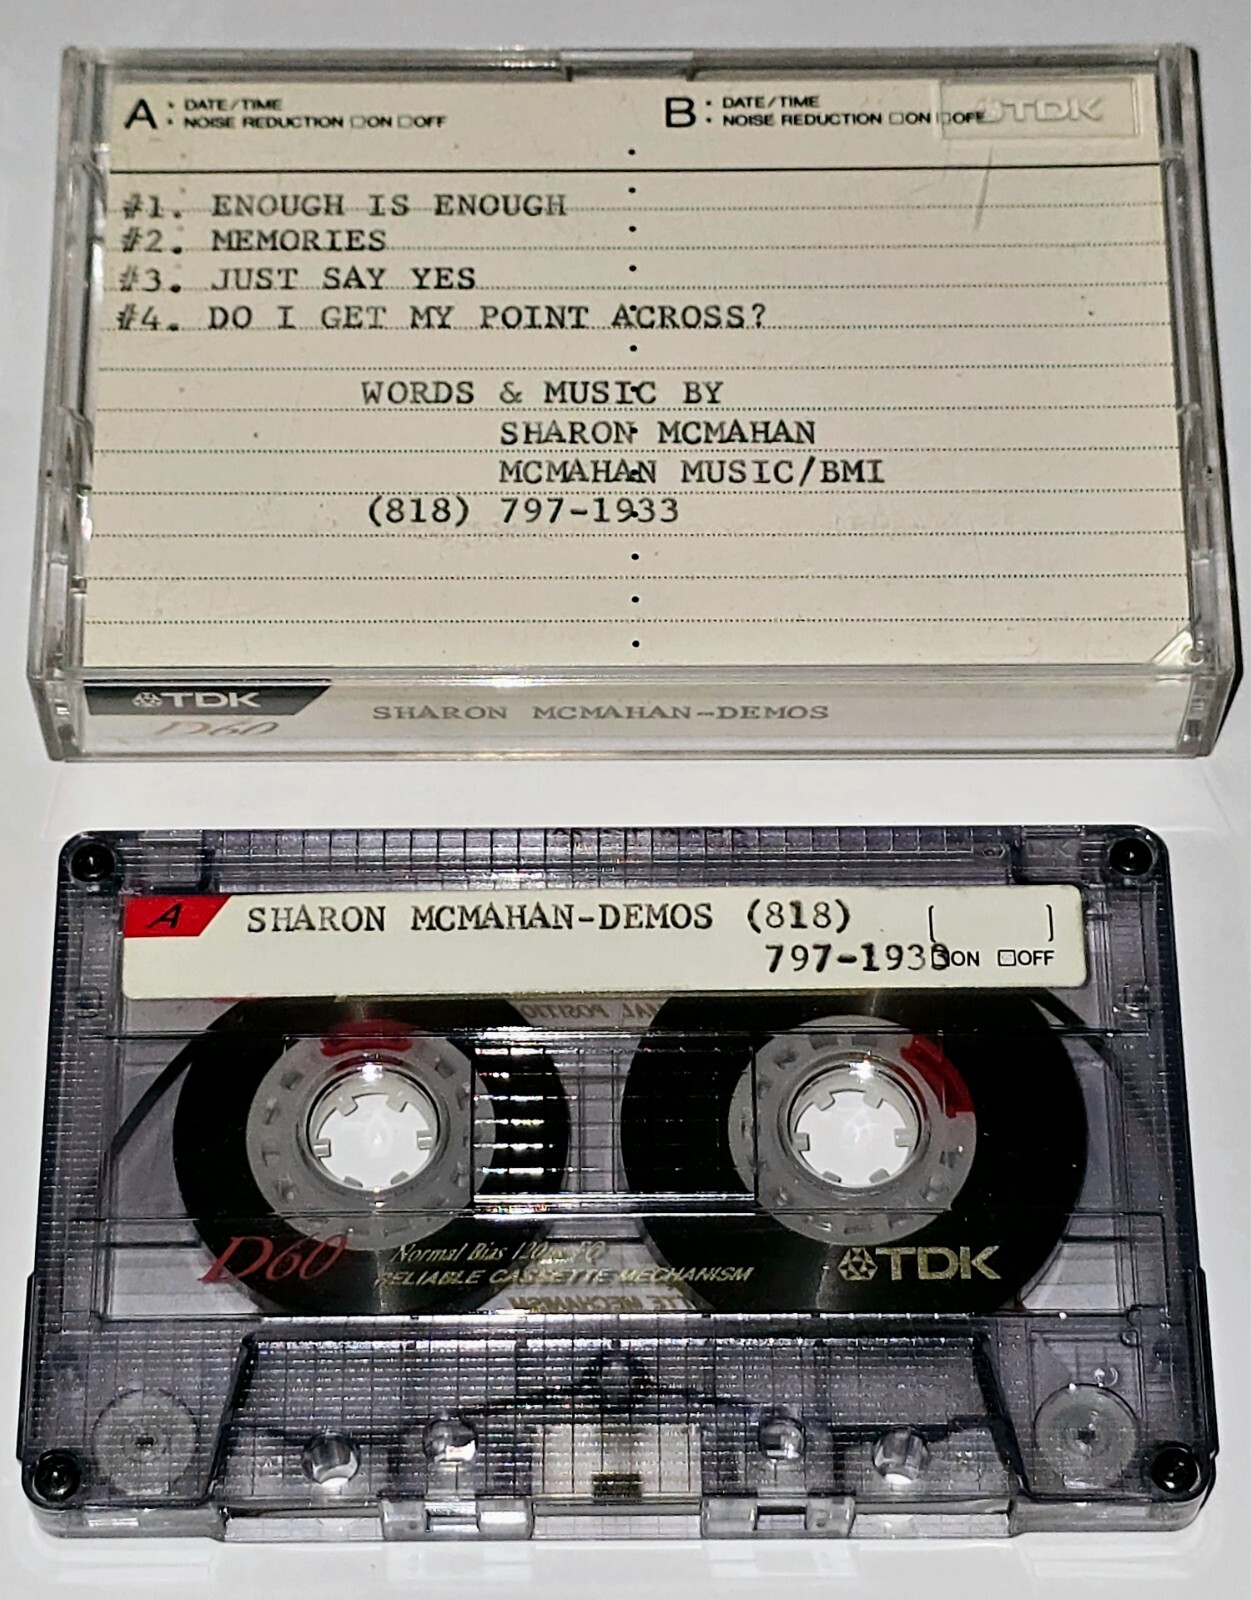 A • DATE/TIME
• NOISE REDUCTION □ON □OFF
B • DATE/TIME
• NOISE REDUCTION □ON □OFF
TDK
#1. ENOUGH IS ENOUGH
#2. MEMORIES
#3. JUST SAY YES
#4. DO I GET MY POINT ACROSS?
WORDS & MUSIC BY
SHARON MCMAHAN
MCMAHAN MUSIC/BMI
(818) 797-1933
TDK
D60
SHARON MCMAHAN-DEMOS
A
SHARON MCMAHAN-DEMOS (818) [ ]
797-1933 □ON □OFF
D60
Normal Bias 120μs EQ
RELIABLE CASSETTE MECHANISM
TDK